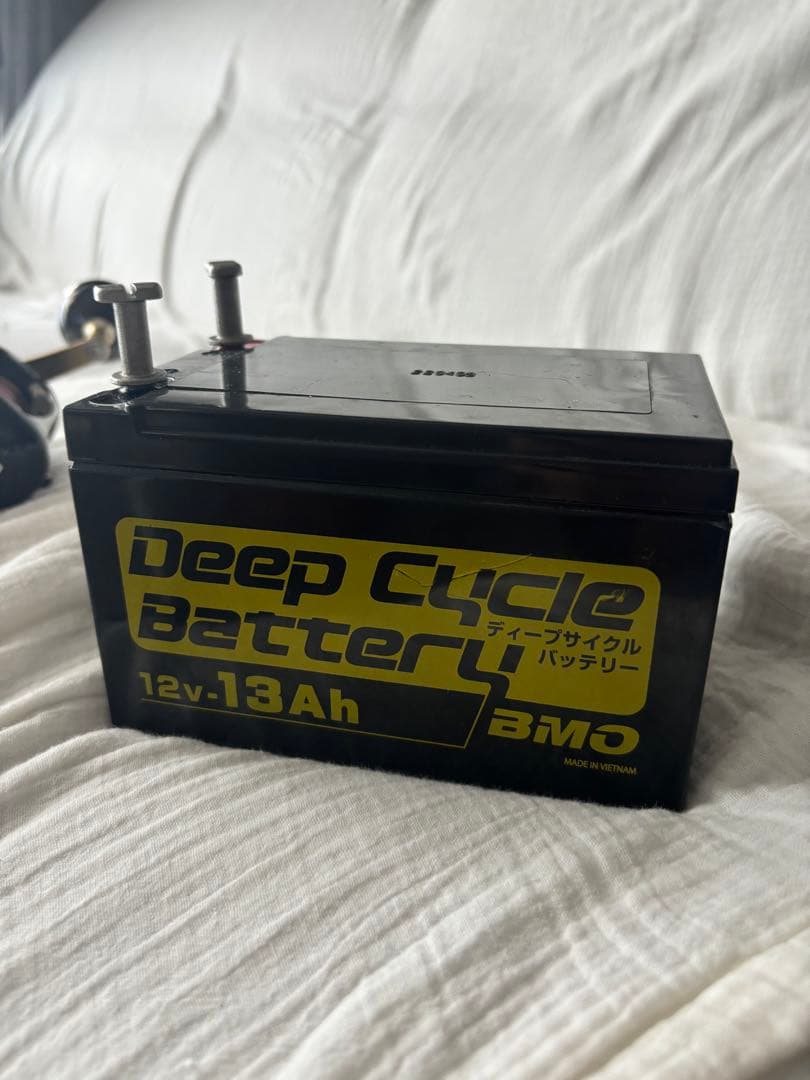 Deep Cycle
Battery
ディープサイクル
バッテリー
12V-13Ah
BMO
MADE IN VIETNAM